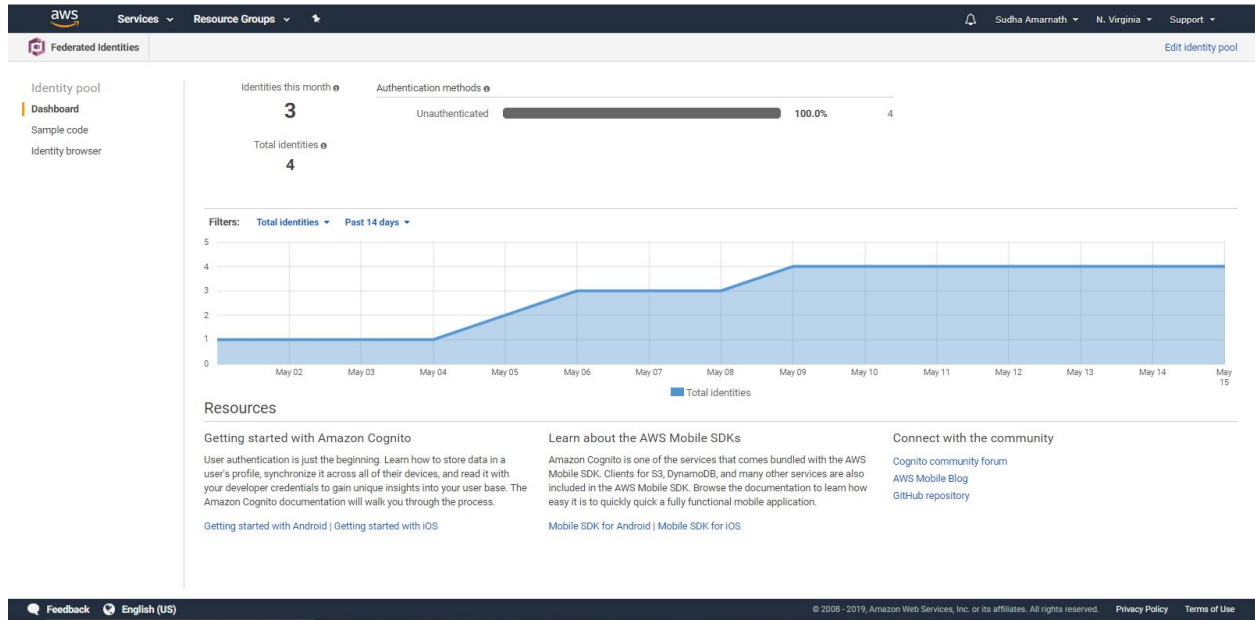 aws Services Resource Groups Sudha Amarnath N. Virginia Support
Federated Identities Edit identity pool
Identity pool
Dashboard
Sample code
Identity browser
Identities this month
3
Total identities
4
Authentication methods
Unauthenticated 100.0% 4
Filters: Total identities Past 14 days
5
4
3
2
1
0
May 02 May 03 May 04 May 05 May 06 May 07 May 08 May 09 May 10 May 11 May 12 May 13 May 14 May 15
Total identities
Resources
Getting started with Amazon Cognito
User authentication is just the beginning. Learn how to store data in a
user's profile, synchronize it across all of their devices, and read it with
your developer credentials to gain unique insights into your user base. The
Amazon Cognito documentation will walk you through the process.
Getting started with Android | Getting started with iOS
Learn about the AWS Mobile SDKs
Amazon Cognito is one of the services that comes bundled with the AWS
Mobile SDK. Clients for S3, DynamoDB, and many other services are also
included in the AWS Mobile SDK. Browse the documentation to learn how
easy it is to quickly quick a fully functional mobile application.
Mobile SDK for Android | Mobile SDK for iOS
Connect with the community
Cognito community forum
AWS Mobile Blog
GitHub repository
Feedback English (US) © 2008 - 2019, Amazon Web Services, Inc. or its affiliates. All rights reserved. Privacy Policy Terms of Use